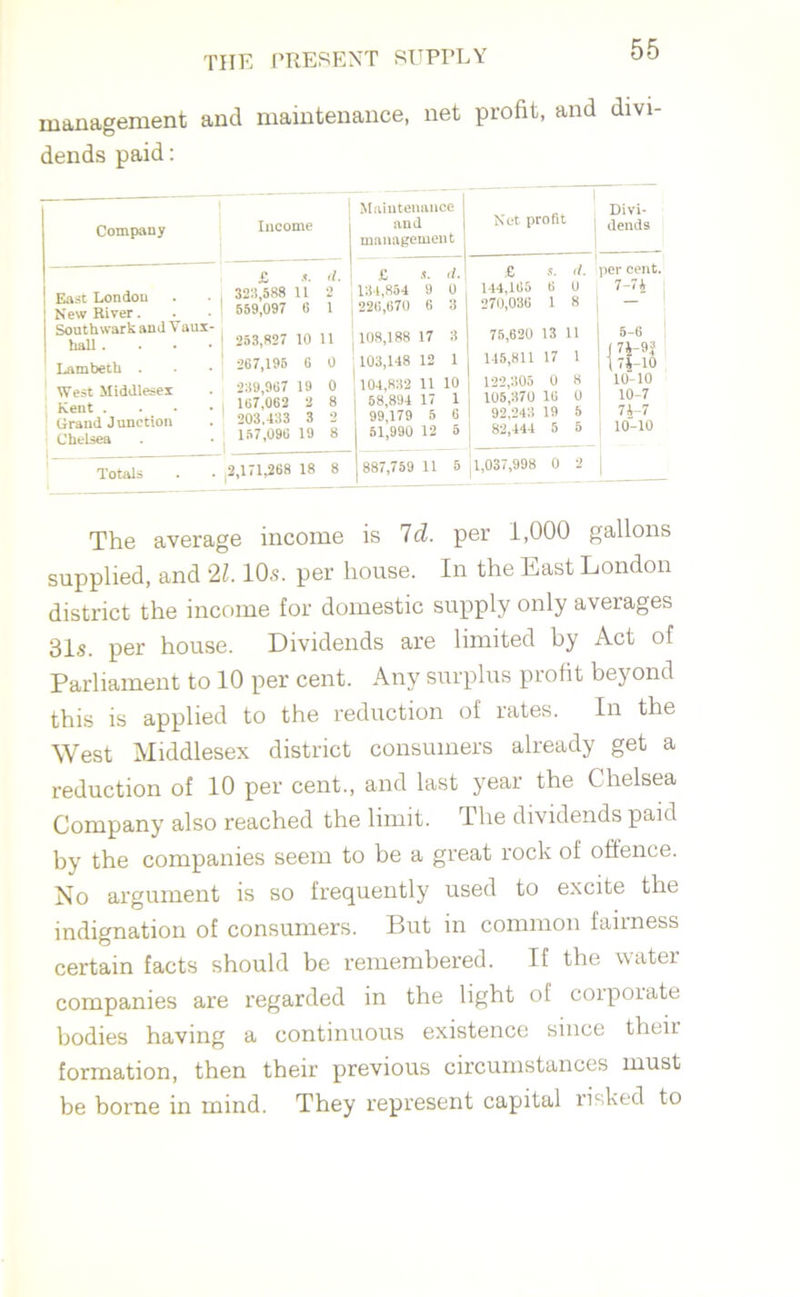 THE PRESENT SUPPLY 55
management and maintenance, net profit, and divi-
dends paid:
Company | Income | Maintenance and management | Net profit | Divi- dends
£ s. d. | £ s. d. | £ s. d. | per cent.
East London . . 323,588 11 2 | 134,854 9 0 | 144,165 6 0 | 7-7½
New River . . . 559,097 6 1 | 226,670 6 3 | 270,036 1 8 | —
Southwark and Vaux-
hall . . . . 253,827 10 11 | 108,188 17 3 | 75,620 13 11 | 5-6
Lambeth . . . 267,195 6 0 | 103,148 12 1 | 145,811 17 1 | { 7½-9¾ 7½-10
West Middlesex . 239,967 19 0 | 104,832 11 10 | 122,305 0 8 | 10-10
Kent . . . . 167,062 2 8 | 58,894 17 1 | 105,370 16 0 | 10-7
Grand Junction . 203,433 3 2 | 99,179 5 6 | 92,243 19 5 | 7½-7
Chelsea . . 157,096 19 8 | 51,990 12 5 | 82,444 5 5 | 10-10
Totals . . 2,171,268 18 8 | 887,759 11 5 | 1,037,998 0 2
The average income is 7d. per 1,000 gallons
supplied, and 2l. 10s. per house. In the East London
district the income for domestic supply only averages
31s. per house. Dividends are limited by Act of
Parliament to 10 per cent. Any surplus profit beyond
this is applied to the reduction of rates. In the
West Middlesex district consumers already get a
reduction of 10 per cent., and last year the Chelsea
Company also reached the limit. The dividends paid
by the companies seem to be a great rock of offence.
No argument is so frequently used to excite the
indignation of consumers. But in common fairness
certain facts should be remembered. If the water
companies are regarded in the light of corporate
bodies having a continuous existence since their
formation, then their previous circumstances must
be borne in mind. They represent capital risked to